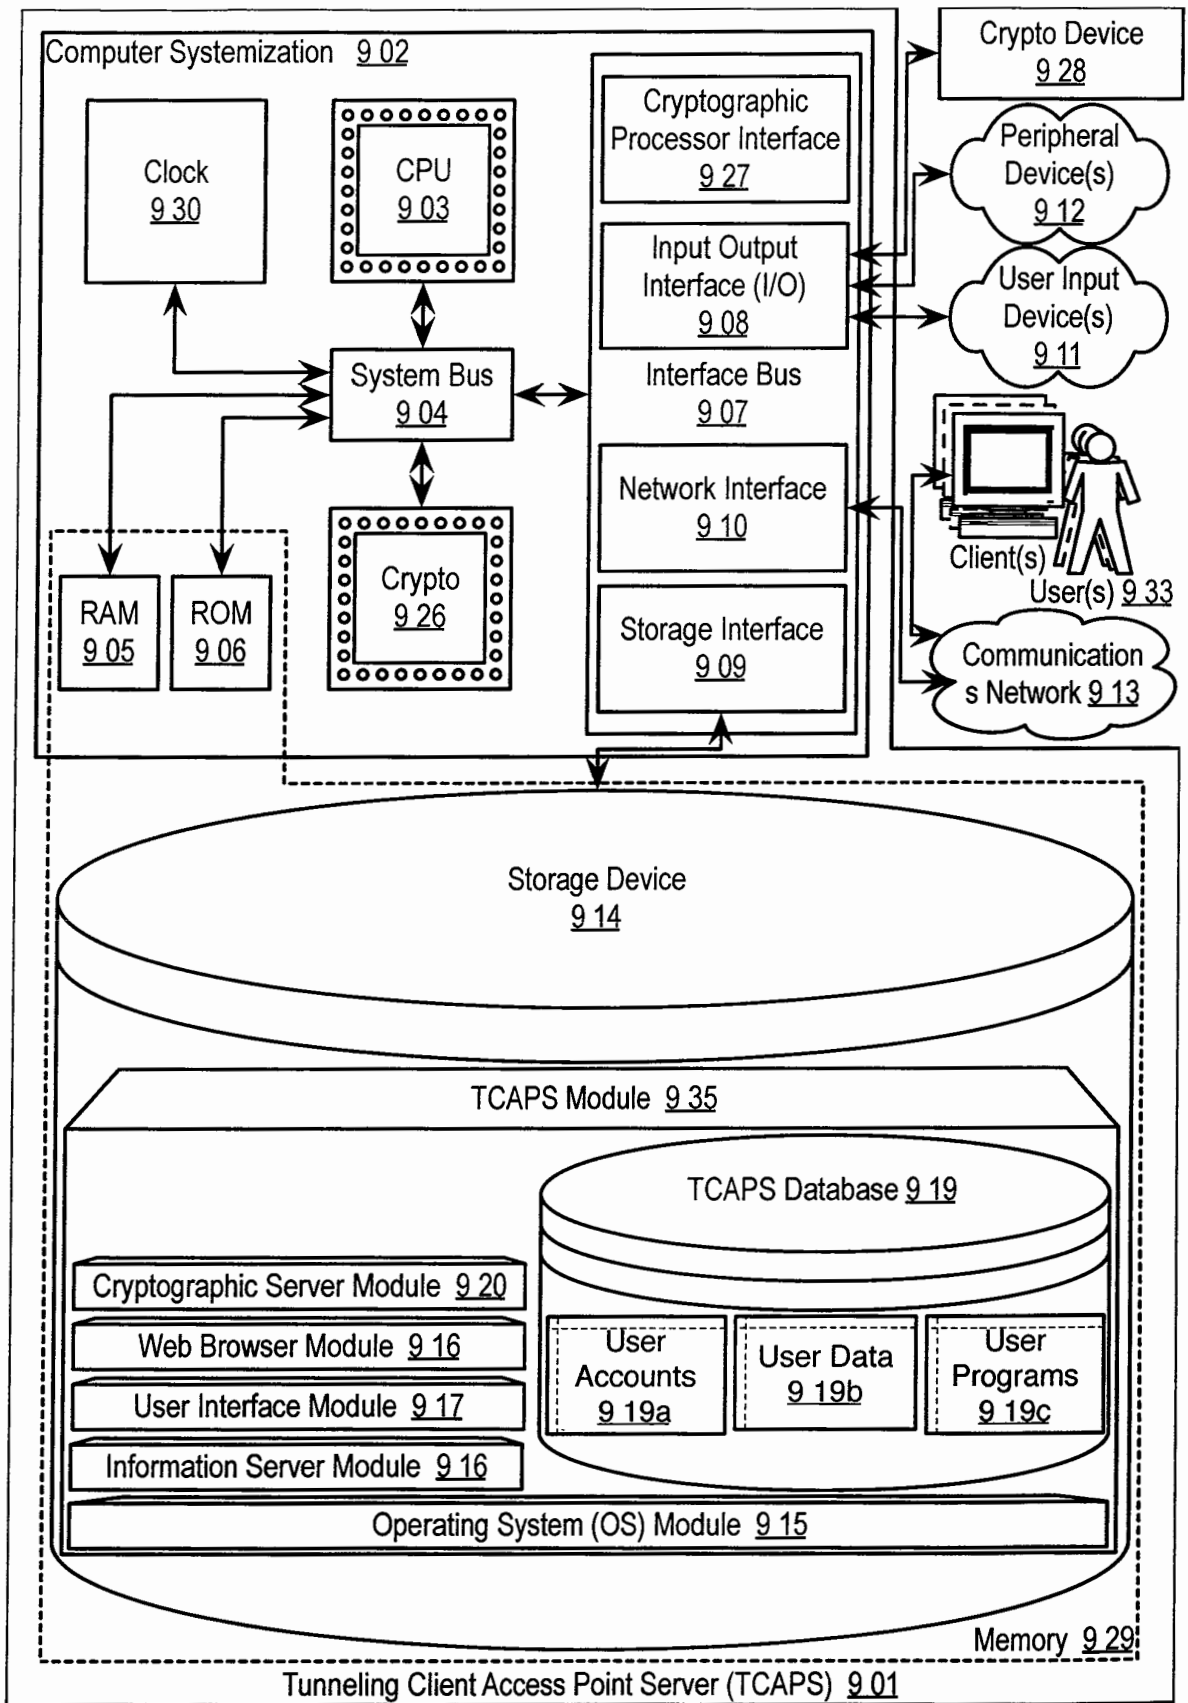 Computer Systemization 9 02
Crypto Device
9 28
Clock
9 30
CPU
9 03
Cryptographic
Processor Interface
9 27
Peripheral
Device(s)
9 12
Input Output
Interface (I/O)
9 08
User Input
Device(s)
9 11
System Bus
9 04
Interface Bus
9 07
Network Interface
9 10
Client(s)
User(s) 9 33
RAM
9 05
ROM
9 06
Crypto
9 26
Storage Interface
9 09
Communication
s Network 9 13
Storage Device
9 14
TCAPS Module 9 35
TCAPS Database 9 19
Cryptographic Server Module 9 20
Web Browser Module 9 16
User Interface Module 9 17
Information Server Module 9 16
User
Accounts
9 19a
User Data
9 19b
User
Programs
9 19c
Operating System (OS) Module 9 15
Memory 9 29
Tunneling Client Access Point Server (TCAPS) 9 01